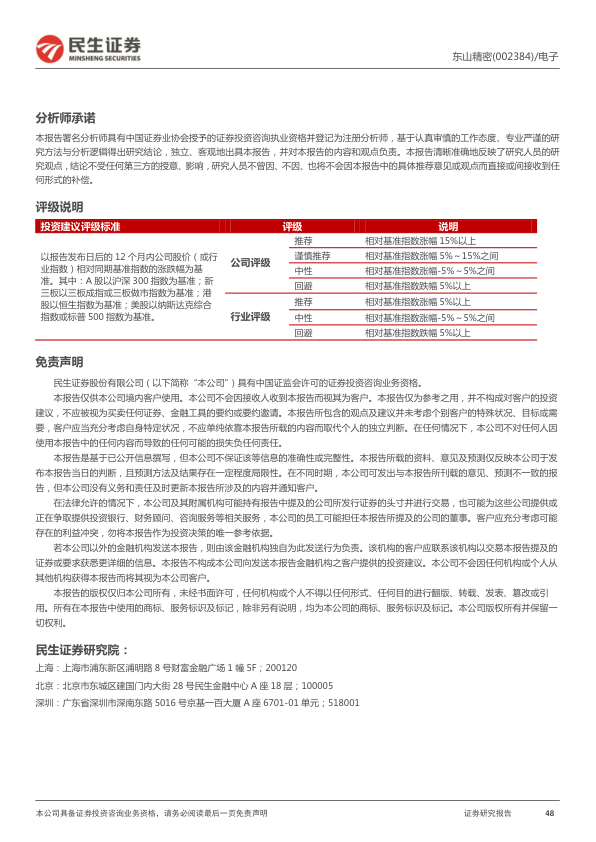 民生证券
MINSHENG SECURITIES
东山精密(002384)/电子
分析师承诺
本报告署名分析师具有中国证券业协会授予的证券投资咨询执业资格并登记为注册分析师，基于认真审慎的工作态度、专业严谨的研
究方法与分析逻辑得出研究结论，独立、客观地出具本报告，并对本报告的内容和观点负责。本报告清晰准确地反映了研究人员的研
究观点，结论不受任何第三方的授意、影响，研究人员不曾因、不因、也将不会因本报告中的具体推荐意见或观点而直接或间接收到任
何形式的补偿。
评级说明
投资建议评级标准 评级 说明
以报告发布日后的 12 个月内公司股价（或行
业指数）相对同期基准指数的涨跌幅为基
准。其中：A 股以沪深 300 指数为基准；新
三板以三板成指或三板做市指数为基准；港
股以恒生指数为基准；美股以纳斯达克综合
指数或标普 500 指数为基准。
公司评级
推荐 相对基准指数涨幅 15%以上
谨慎推荐 相对基准指数涨幅 5%～15%之间
中性 相对基准指数涨幅-5%～5%之间
回避 相对基准指数跌幅 5%以上
行业评级
推荐 相对基准指数涨幅 5%以上
中性 相对基准指数涨幅-5%～5%之间
回避 相对基准指数跌幅 5%以上
免责声明
民生证券股份有限公司（以下简称“本公司”）具有中国证监会许可的证券投资咨询业务资格。
本报告仅供本公司境内客户使用。本公司不会因接收人收到本报告而视其为客户。本报告仅为参考之用，并不构成对客户的投资
建议，不应被视为买卖任何证券、金融工具的要约或要约邀请。本报告所包含的观点及建议并未考虑个别客户的特殊状况、目标或需
要，客户应当充分考虑自身特定状况，不应单纯依靠本报告所载的内容而取代个人的独立判断。在任何情况下，本公司不对任何人因
使用本报告中的任何内容而导致的任何可能的损失负任何责任。
本报告是基于已公开信息撰写，但本公司不保证该等信息的准确性或完整性。本报告所载的资料、意见及预测仅反映本公司于发
布本报告当日的判断，且预测方法及结果存在一定程度局限性。在不同时期，本公司可发出与本报告所刊载的意见、预测不一致的报
告，但本公司没有义务和责任及时更新本报告所涉及的内容并通知客户。
在法律允许的情况下，本公司及其附属机构可能持有报告中提及的公司所发行证券的头寸并进行交易，也可能为这些公司提供或
正在争取提供投资银行、财务顾问、咨询服务等相关服务，本公司的员工可能担任本报告所提及的公司的董事。客户应充分考虑可能
存在的利益冲突，勿将本报告作为投资决策的唯一参考依据。
若本公司以外的金融机构发送本报告，则由该金融机构独自为此发送行为负责。该机构的客户应联系该机构以交易本报告提及的
证券或要求获悉更详细的信息。本报告不构成本公司向发送本报告金融机构之客户提供的投资建议。本公司不会因任何机构或个人从
其他机构获得本报告而将其视为本公司客户。
本报告的版权仅归本公司所有，未经书面许可，任何机构或个人不得以任何形式、任何目的进行翻版、转载、发表、篡改或引
用。所有在本报告中使用的商标、服务标识及标记，除非另有说明，均为本公司的商标、服务标识及标记。本公司版权所有并保留一
切权利。
民生证券研究院：
上海：上海市浦东新区浦明路 8 号财富金融广场 1 幢 5F；200120
北京：北京市东城区建国门内大街 28 号民生金融中心 A 座 18 层；100005
深圳：广东省深圳市深南东路 5016 号京基一百大厦 A 座 6701-01 单元；518001
本公司具备证券投资咨询业务资格，请务必阅读最后一页免责声明 证券研究报告 48